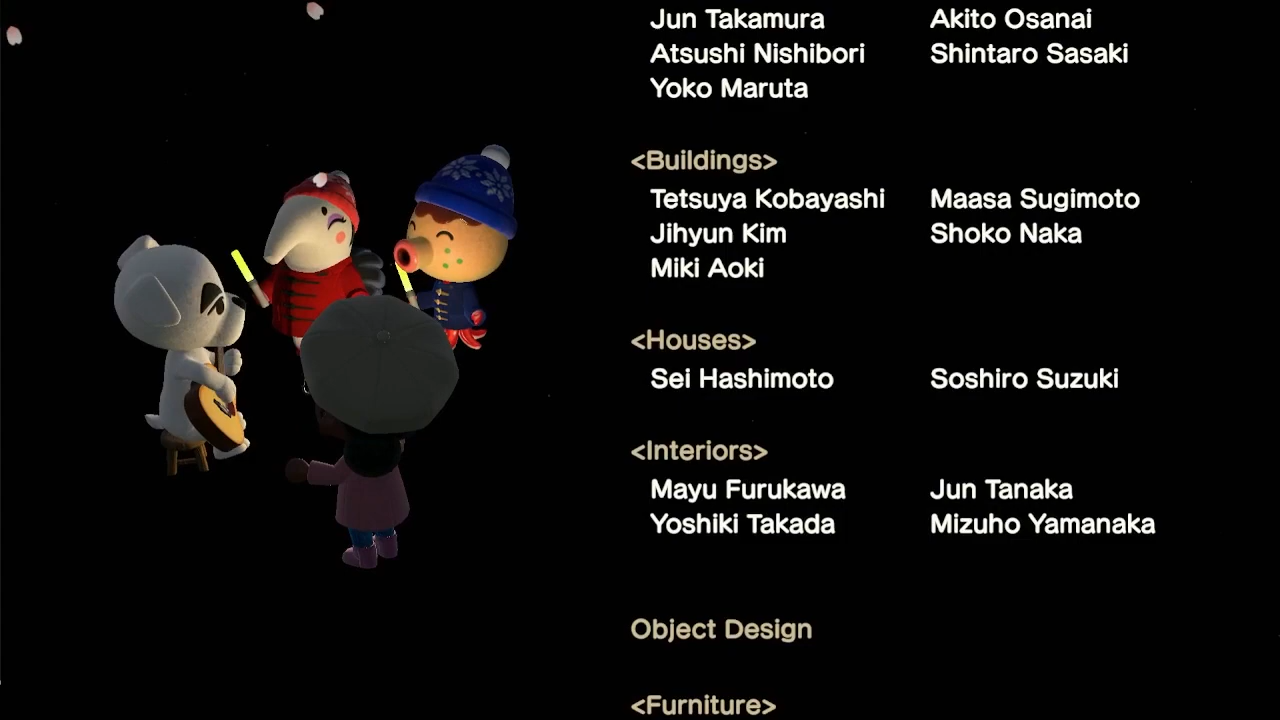 Jun Takamura Akito Osanai
Atsushi Nishibori Shintaro Sasaki
Yoko Maruta
<Buildings>
Tetsuya Kobayashi Maasa Sugimoto
Jihyun Kim Shoko Naka
Miki Aoki
<Houses>
Sei Hashimoto Soshiro Suzuki
<Interiors>
Mayu Furukawa Jun Tanaka
Yoshiki Takada Mizuho Yamanaka
Object Design
<Furniture>